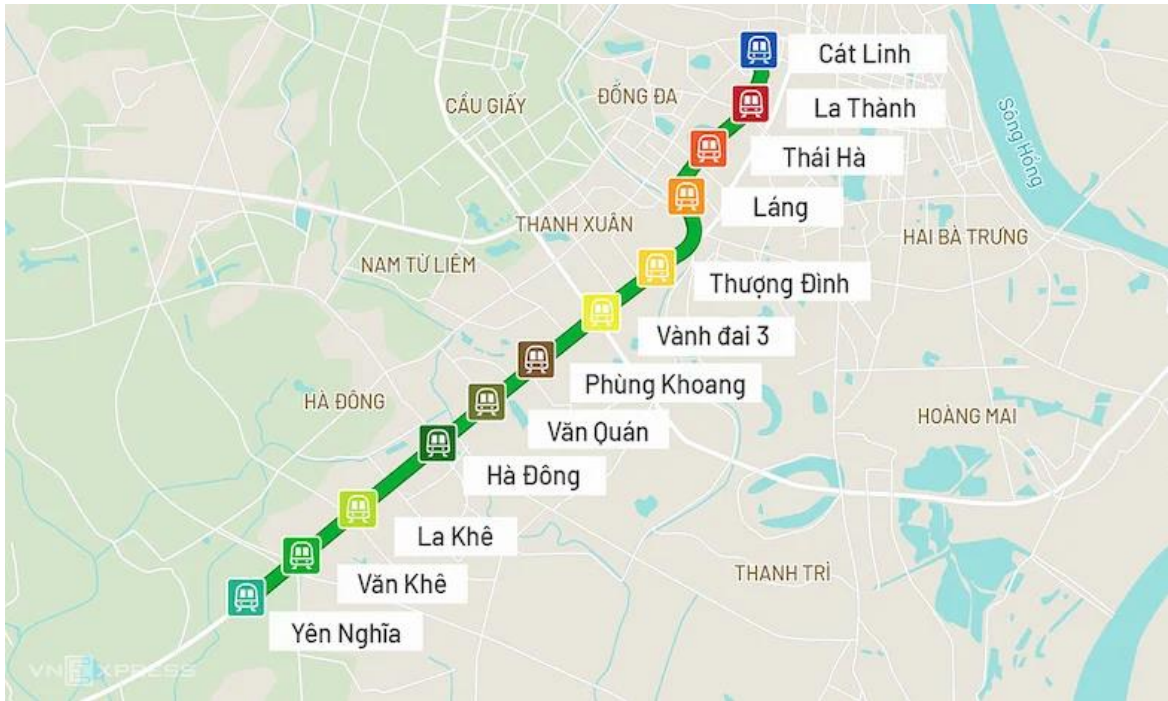 Cát Linh
CẦU GIẤY
ĐỐNG ĐA
La Thành
Sông Hồng
Thái Hà
Láng
THANH XUÂN
HAI BÀ TRƯNG
NAM TỪ LIÊM
Thượng Đình
Vành đai 3
Phùng Khoang
HÀ ĐÔNG
HOÀNG MAI
Văn Quán
Hà Đông
La Khê
THANH TRÌ
Văn Khê
Yên Nghĩa
VNEXPRESS